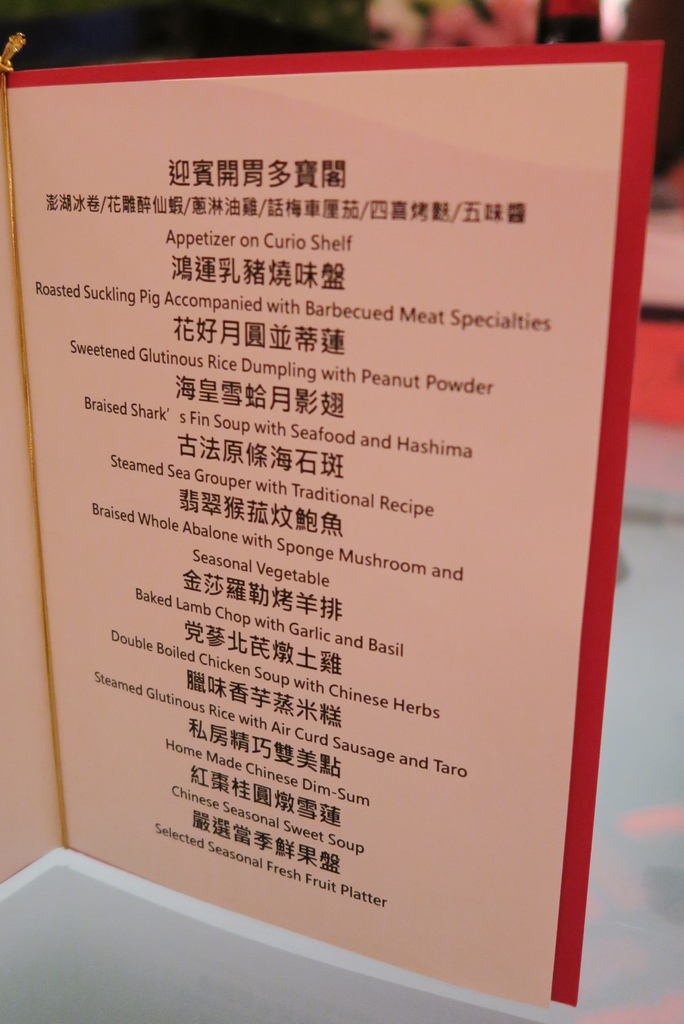 迎賓開胃多寶閣
澎湖冰卷/花雕醉仙蝦/蔥淋油雞/話梅車厘茄/四喜烤麩/五味醬
Appetizer on Curio Shelf
鴻運乳豬燒味盤
Roasted Suckling Pig Accompanied with Barbecued Meat Specialties
花好月圓並蒂蓮
Sweetened Glutinous Rice Dumpling with Peanut Powder
海皇雪蛤月影翅
Braised Shark's Fin Soup with Seafood and Hashima
古法原條海石斑
Steamed Sea Grouper with Traditional Recipe
翡翠猴菰炆鮑魚
Braised Whole Abalone with Sponge Mushroom and
Seasonal Vegetable
金莎羅勒烤羊排
Baked Lamb Chop with Garlic and Basil
党蔘北芪燉土雞
Double Boiled Chicken Soup with Chinese Herbs
臘味香芋蒸米糕
Steamed Glutinous Rice with Air Curd Sausage and Taro
私房精巧雙美點
Home Made Chinese Dim-Sum
紅棗桂圓燉雪蓮
Chinese Seasonal Sweet Soup
嚴選當季鮮果盤
Selected Seasonal Fresh Fruit Platter